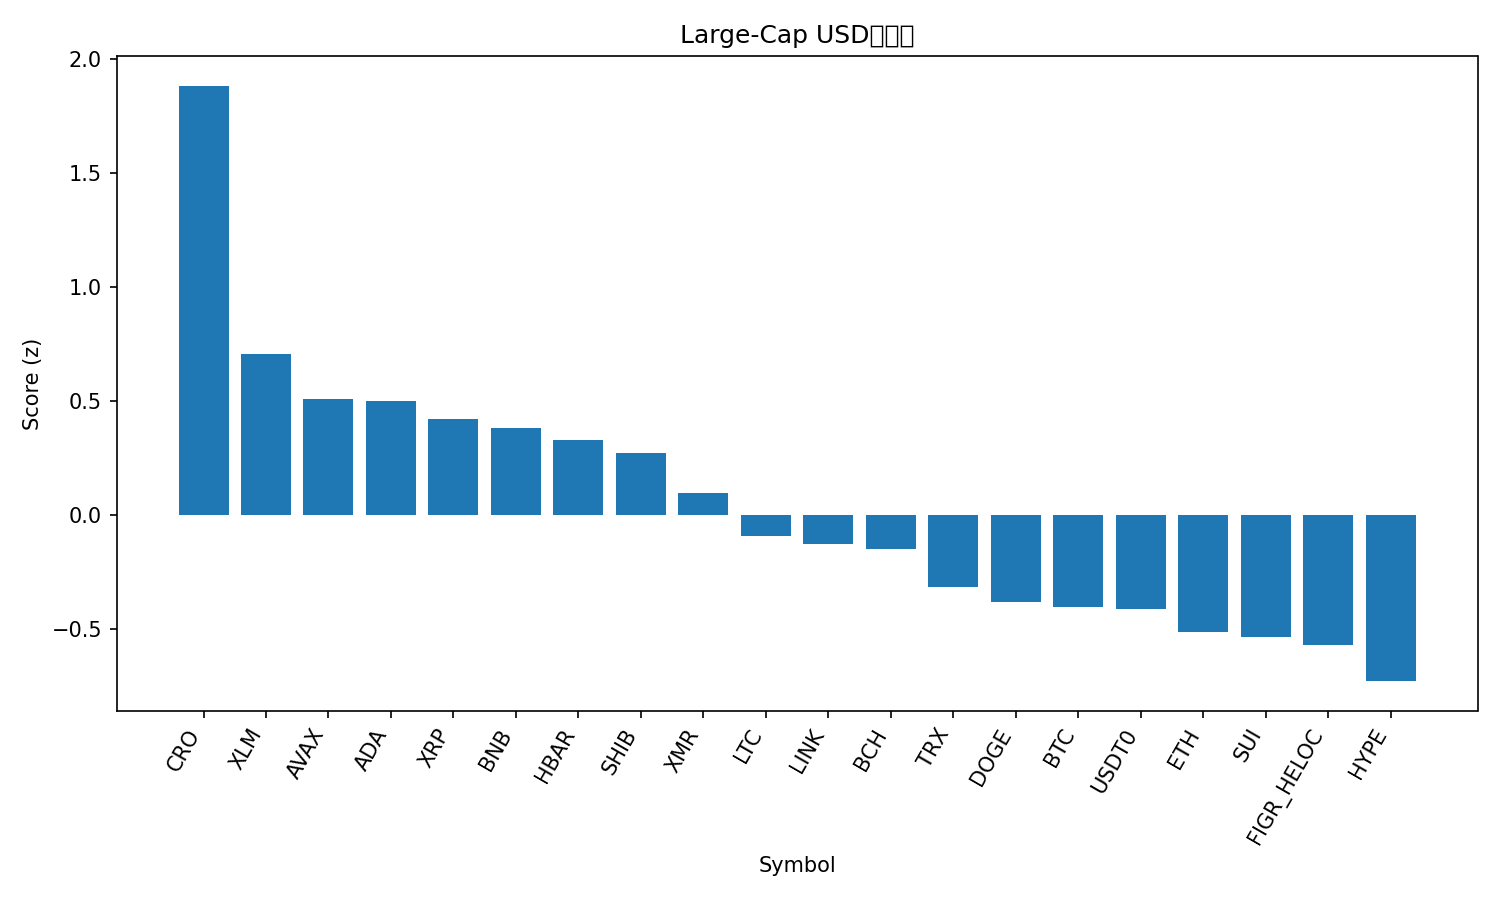 Large-Cap USD
Score (z)
2.0
1.5
1.0
0.5
0.0
−0.5
CRO
XLM
AVAX
ADA
XRP
BNB
HBAR
SHIB
XMR
LTC
LINK
BCH
TRX
DOGE
BTC
USDT0
ETH
SUI
FIGR_HELOC
HYPE
Symbol